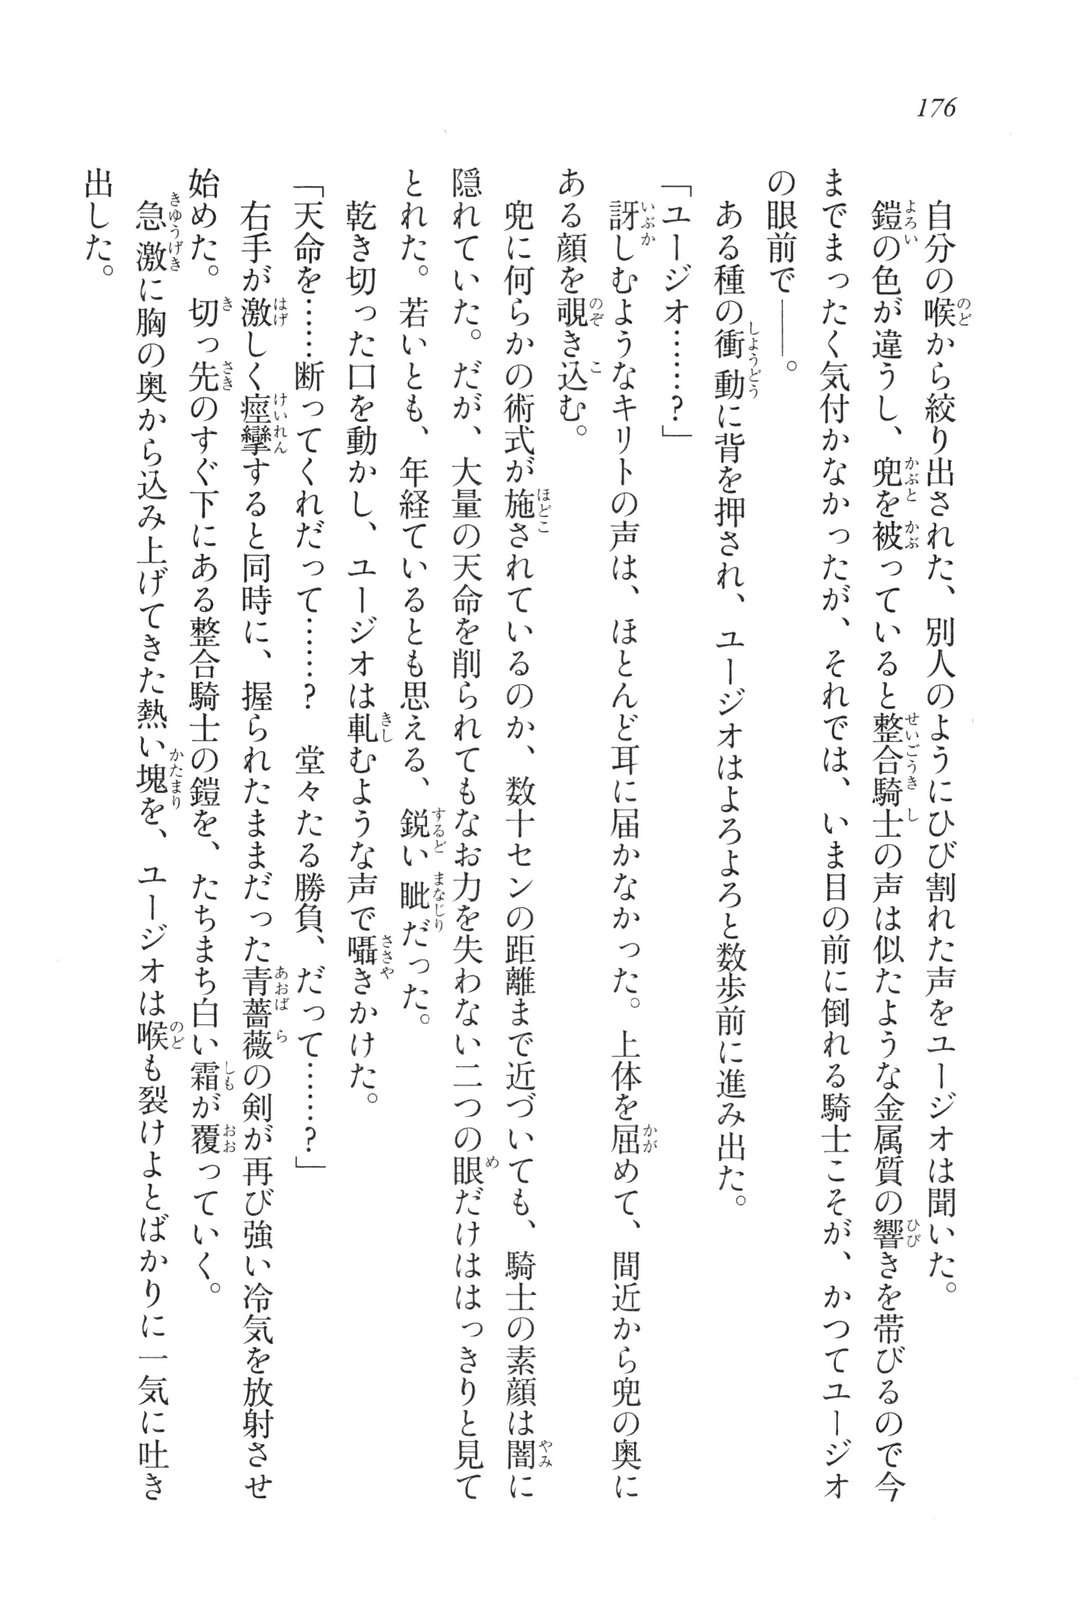 176
自分の喉から絞り出された、別人のようにひび割れた声をユージオは聞いた。
鎧の色が違うし、兜を被っていると整合騎士の声は似たような金属質の響きを帯びるので今
までまったく気付かなかったが、それでは、いま目の前に倒れる騎士こそが、かつてユージオ
の眼前で――。
ある種の衝動に背を押され、ユージオはよろよろと数歩前に進み出た。
「ユージオ……？」
訝しむようなキリトの声は、ほとんど耳に届かなかった。上体を屈めて、間近から兜の奥に
ある顔を覗き込む。
兜に何らかの術式が施されているのか、数十センの距離まで近づいても、騎士の素顔は闇に
隠れていた。だが、大量の天命を削られてもなお力を失わない二つの眼だけははっきりと見て
とれた。若いとも、年経ているとも思える、鋭い眦だった。
乾き切った口を動かし、ユージオは軋むような声で囁きかけた。
「天命を……断ってくれだって……？　堂々たる勝負、だって……？」
右手が激しく痙攣すると同時に、握られたままだった青薔薇の剣が再び強い冷気を放射させ
始めた。切っ先のすぐ下にある整合騎士の鎧を、たちまち白い霜が覆っていく。
急激に胸の奥から込み上げてきた熱い塊を、ユージオは喉も裂けよとばかりに一気に吐き
出した。